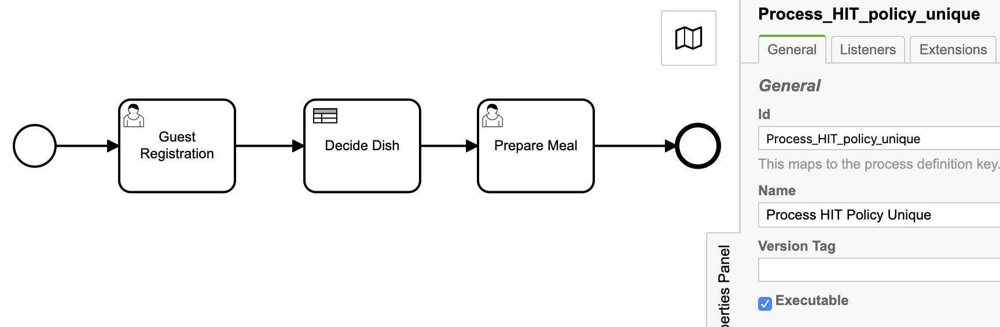 Guest
Registration
Decide Dish
Prepare Meal
Process_HIT_policy_unique
General
Listeners
Extensions
General
Id
Process_HIT_policy_unique
This maps to the process definition key.
Name
Process HIT Policy Unique
Version Tag
Executable
perties Panel